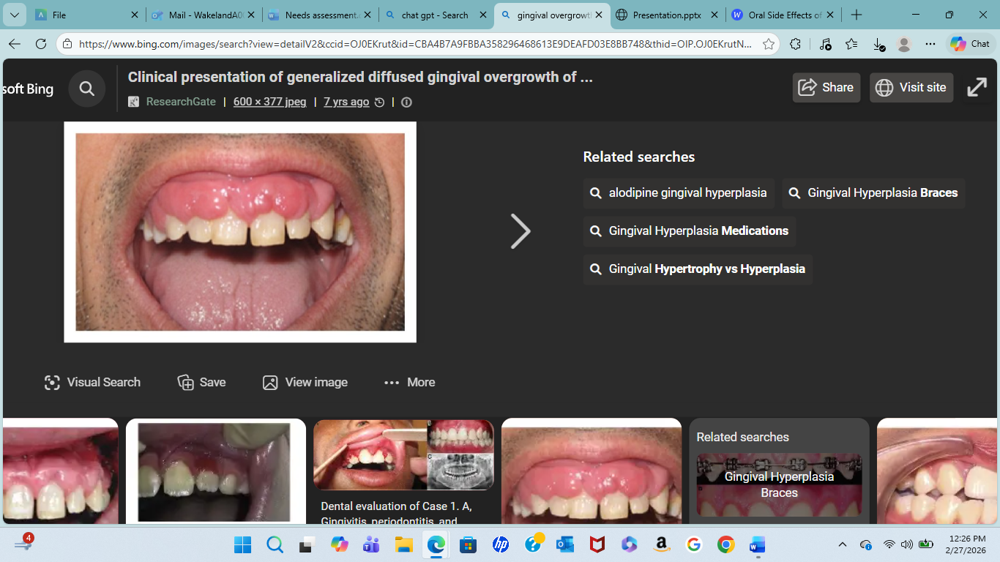 File
Mail - WakelandA00
Needs assessment.
chat gpt - Search
gingival overgrowth
Presentation.pptx
Oral Side Effects of
https://www.bing.com/images/search?view=detailV2&ccid=OJ0EKrut&id=CBA4B7A9FBBA358296468613E9DEAFD03E8BB748&thid=OIP.OJ0EKrutN...
Chat
soft Bing
Clinical presentation of generalized diffused gingival overgrowth of ...
ResearchGate | 600 × 377 jpeg | 7 yrs ago
Share
Visit site
Related searches
alodipine gingival hyperplasia
Gingival Hyperplasia Braces
Gingival Hyperplasia Medications
Gingival Hypertrophy vs Hyperplasia
Visual Search
Save
View image
More
B
C
Dental evaluation of Case 1. A,
Gingivitis, periodontitis, and
Related searches
Gingival Hyperplasia
Braces
4
12:26 PM
2/27/2026